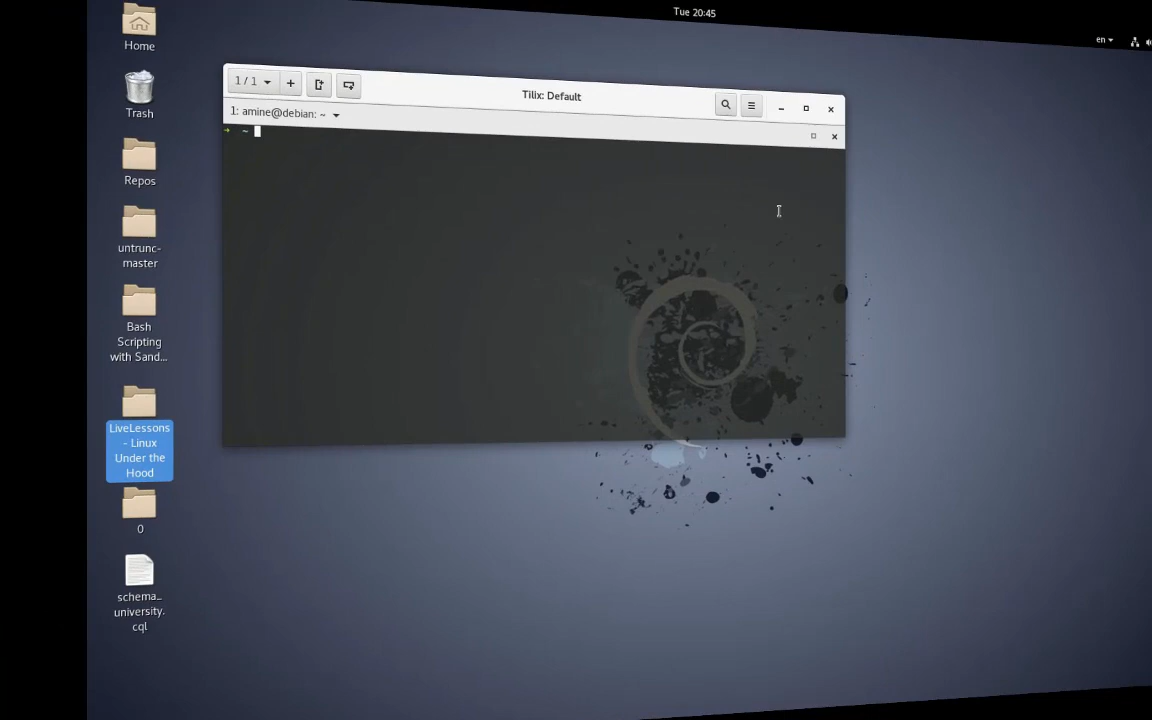 Tue 20:45
en
Home
Trash
Repos
untrunc-
master
Bash
Scripting
with Sand...
LiveLessons
- Linux
Under the
Hood
0
schema_
university.
cql
1 / 1
Tilix: Default
1: amine@debian: ~
~